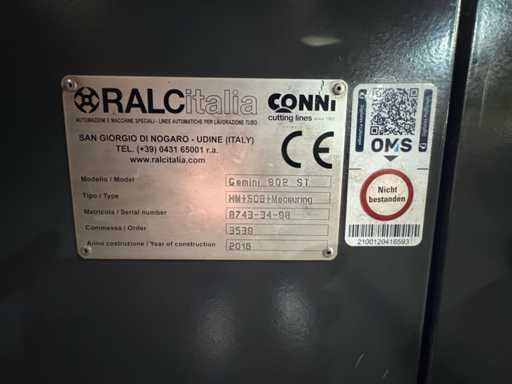 RALCitalia
CONNI
AUTOMAZIONI E MACCHINE SPECIALI - LINEE AUTOMATICHE PER LAVORAZIONE TUBO
cutting lines
SAN GIORGIO DI NOGARO - UDINE (ITALY)
TEL. (+39) 0431 65001 r.a.
www.ralcitalia.com
CE
Modello / Model
Gemini 802 ST
Tipo / Type
HM+SCB+Measuring
Matricola / Serial number
8743-34-98
Commessa / Order
3538
Anno costruzione / Year of construction
2018
OMS
Nicht
bestanden
2100120416593